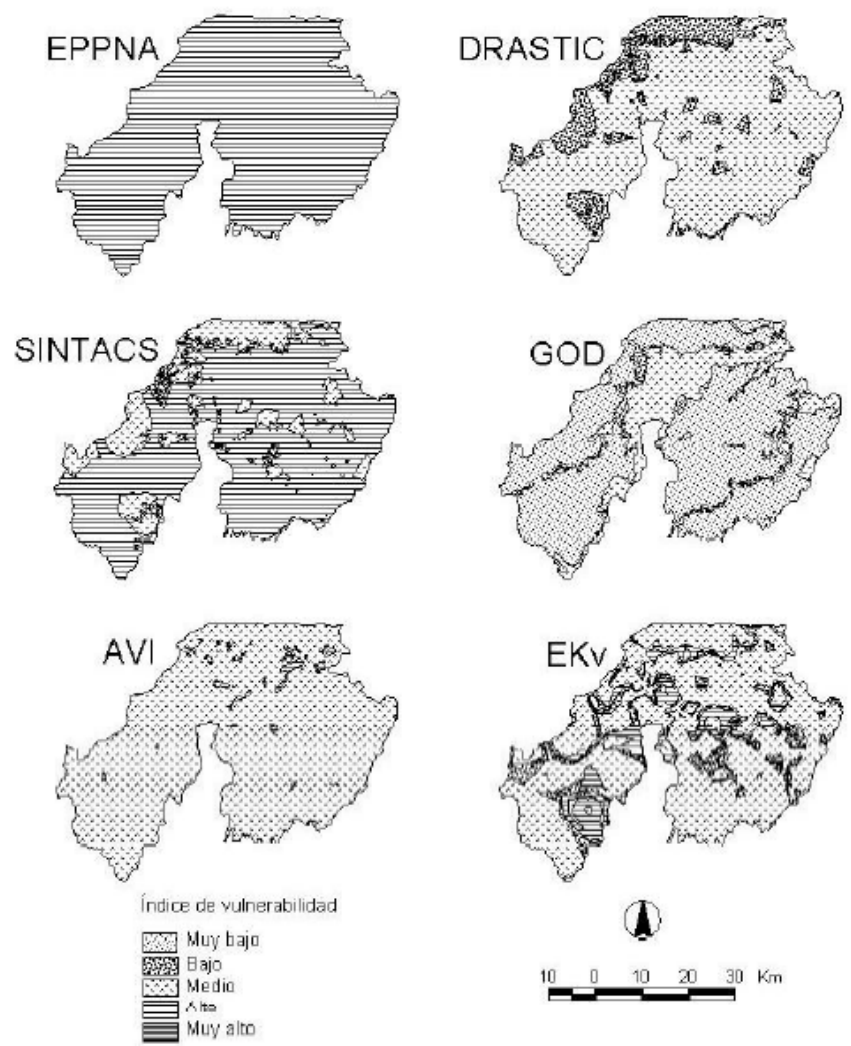 EPPNA
DRASTIC
SINTACS
GOD
AVI
EKv
Índice de vulnerabilidad
Muy bajo
Bajo
Medio
Alto
Muy alto
10 0 10 20 30 Km